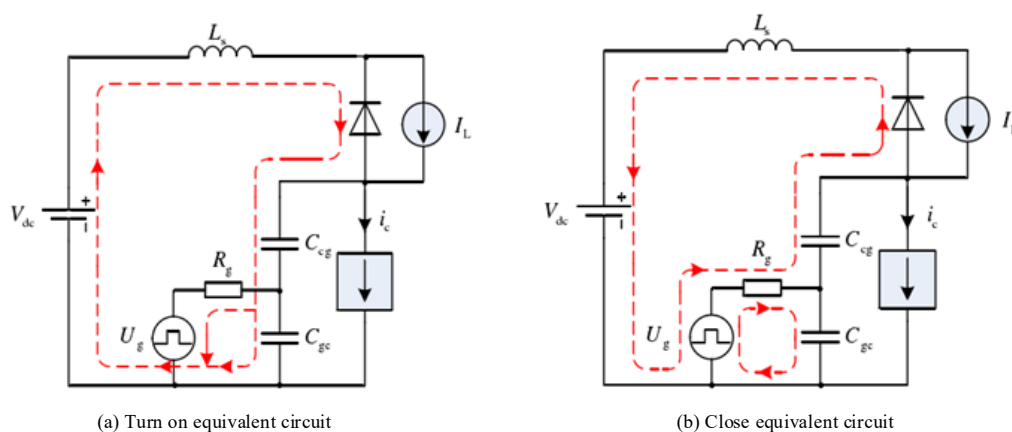 Ls
IL
Vdc
+
−
Rg
Ccg
ic
Ug
Cgc
(a) Turn on equivalent circuit
Ls
I
Vdc
+
−
Rg
Ccg
ic
Ug
Cgc
(b) Close equivalent circuit